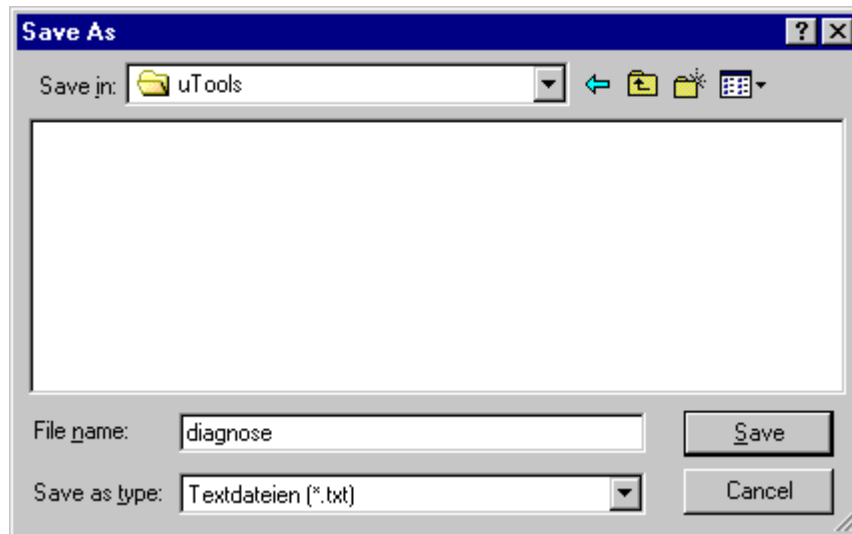 Save As
Save in: uTools
File name: diagnose Save
Save as type: Textdateien (*.txt) Cancel